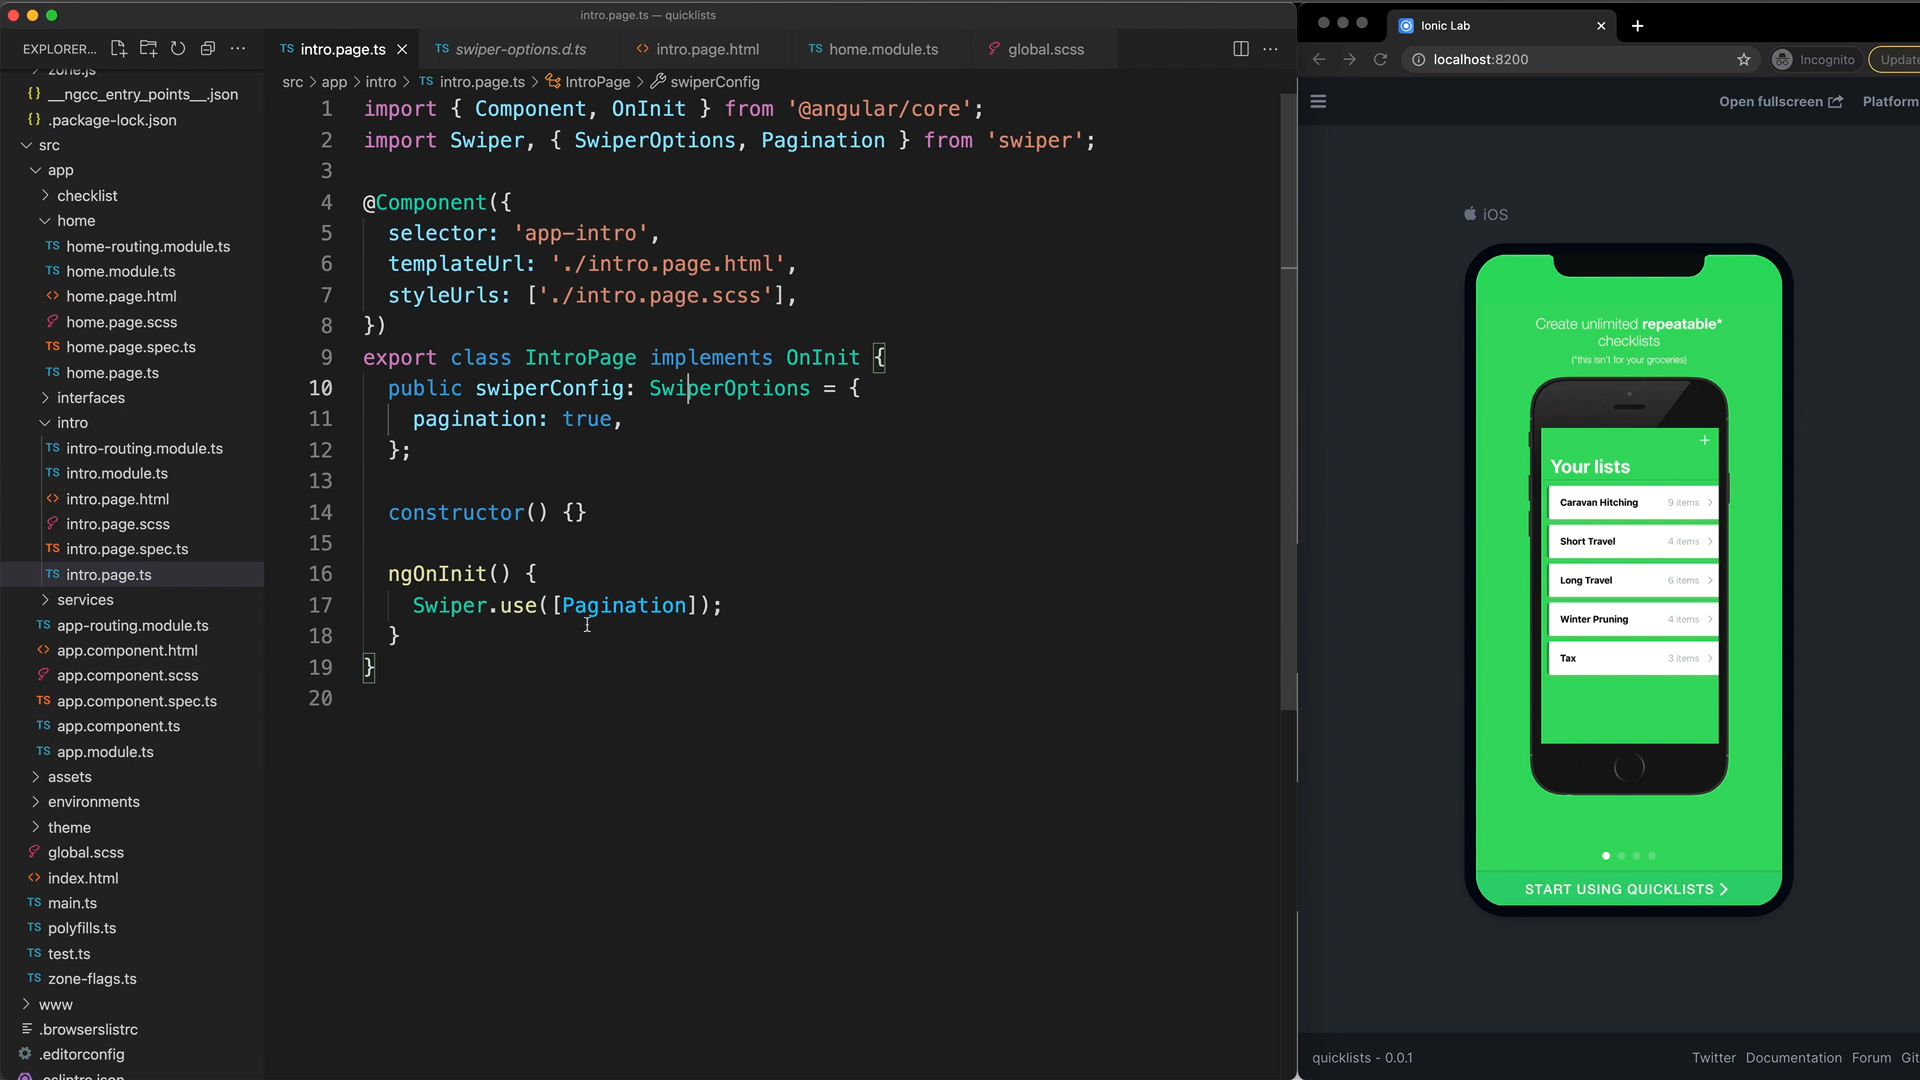 intro.page.ts — quicklists
EXPLORER...
zone.js
__ngcc_entry_points__.json
.package-lock.json
src
app
checklist
home
TS home-routing.module.ts
TS home.module.ts
<> home.page.html
home.page.scss
TS home.page.spec.ts
TS home.page.ts
interfaces
intro
TS intro-routing.module.ts
TS intro.module.ts
<> intro.page.html
intro.page.scss
TS intro.page.spec.ts
TS intro.page.ts
services
TS app-routing.module.ts
<> app.component.html
app.component.scss
TS app.component.spec.ts
TS app.component.ts
TS app.module.ts
assets
environments
theme
global.scss
<> index.html
TS main.ts
TS polyfills.ts
TS test.ts
TS zone-flags.ts
www
.browserslistrc
.editorconfig
.eslintrc.json
TS intro.page.ts
TS swiper-options.d.ts
<> intro.page.html
TS home.module.ts
global.scss
src > app > intro > TS intro.page.ts > IntroPage > swiperConfig
1 import { Component, OnInit } from '@angular/core';
2 import Swiper, { SwiperOptions, Pagination } from 'swiper';
3
4 @Component({
5 selector: 'app-intro',
6 templateUrl: './intro.page.html',
7 styleUrls: ['./intro.page.scss'],
8 })
9 export class IntroPage implements OnInit {
10 public swiperConfig: SwiperOptions = {
11 pagination: true,
12 };
13
14 constructor() {}
15
16 ngOnInit() {
17 Swiper.use([Pagination]);
18 }
19 }
20
Ionic Lab
localhost:8200
Incognito
Update
Open fullscreen
Platform
iOS
Create unlimited repeatable*
checklists
(*this isn't for your groceries)
+
Your lists
Caravan Hitching 9 items
Short Travel 4 items
Long Travel 6 items
Winter Pruning 4 items
Tax 3 items
START USING QUICKLISTS
quicklists - 0.0.1
Twitter Documentation Forum Git